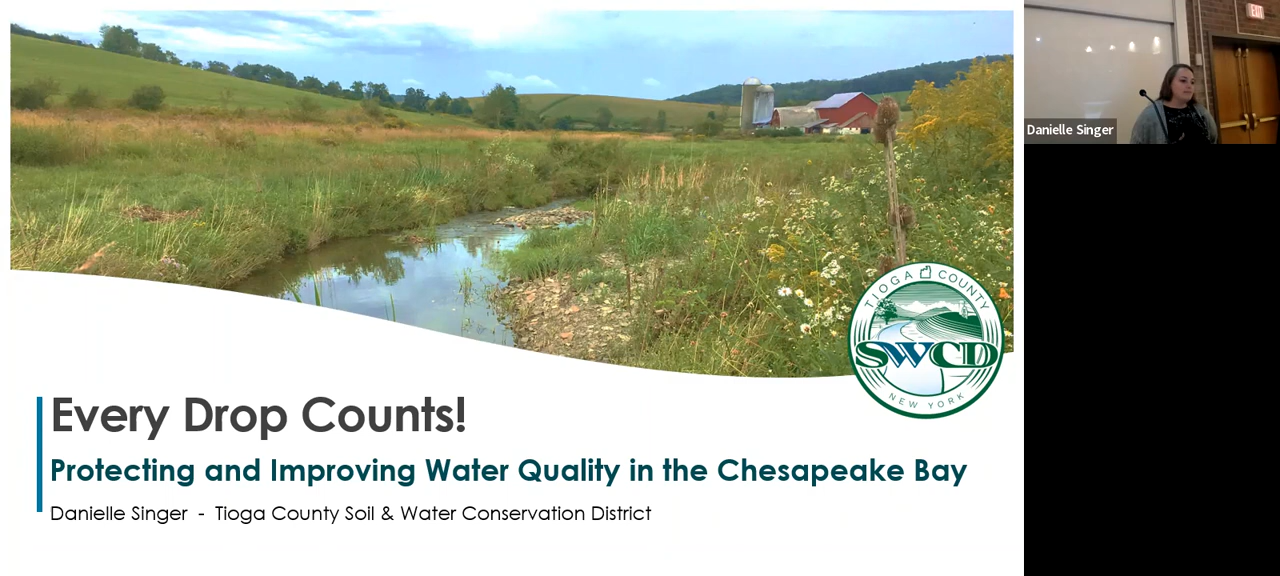 EXIT
Danielle Singer
TIOGA COUNTY
SWCD
NEW YORK
Every Drop Counts!
Protecting and Improving Water Quality in the Chesapeake Bay
Danielle Singer - Tioga County Soil & Water Conservation District